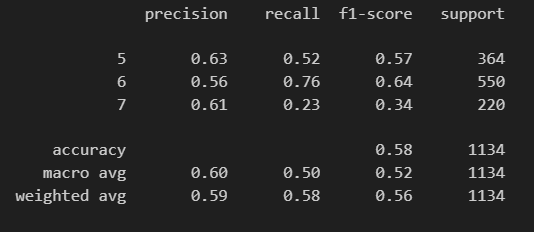 precision recall f1-score support
5 0.63 0.52 0.57 364
6 0.56 0.76 0.64 550
7 0.61 0.23 0.34 220
accuracy 0.58 1134
macro avg 0.60 0.50 0.52 1134
weighted avg 0.59 0.58 0.56 1134